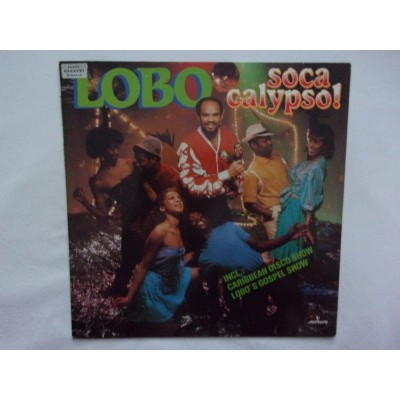 LOBO
soca
calypso!
INCL.:
CARIBBEAN DISCO SHOW
LOBO'S GOSPEL SHOW